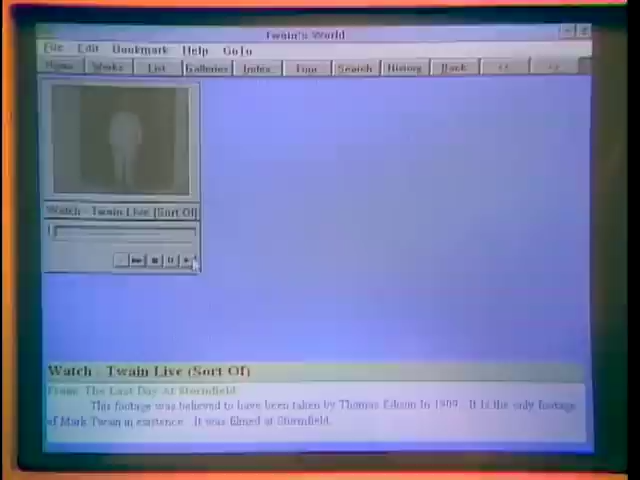 Twain's World
File Edit Bookmark Help GoTo
Home Works List Galleries Index Tour Search History Back << >>
Watch - Twain Live (Sort Of)
Watch - Twain Live (Sort Of)
From: The Last Day At Stormfield
This footage was believed to have been taken by Thomas Edison in 1909. It is the only footage
of Mark Twain in existence. It was filmed at Stormfield.